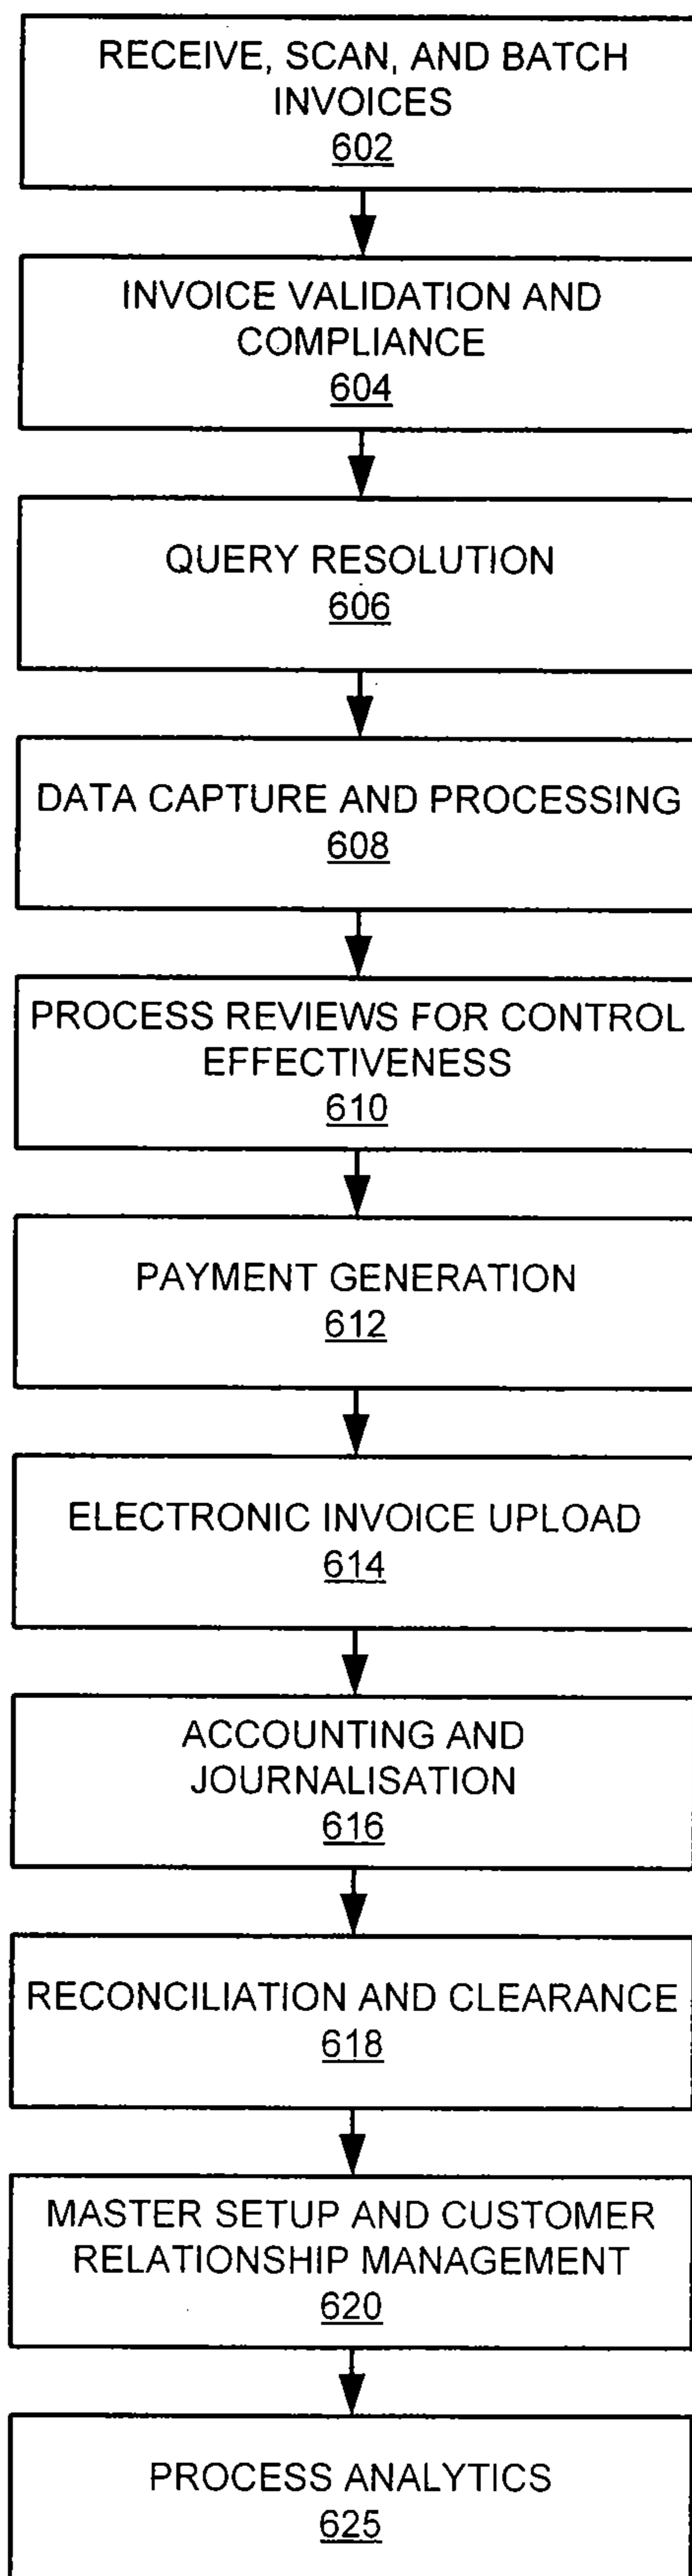 RECEIVE, SCAN, AND BATCH
INVOICES
602
INVOICE VALIDATION AND
COMPLIANCE
604
QUERY RESOLUTION
606
DATA CAPTURE AND PROCESSING
608
PROCESS REVIEWS FOR CONTROL
EFFECTIVENESS
610
PAYMENT GENERATION
612
ELECTRONIC INVOICE UPLOAD
614
ACCOUNTING AND
JOURNALISATION
616
RECONCILIATION AND CLEARANCE
618
MASTER SETUP AND CUSTOMER
RELATIONSHIP MANAGEMENT
620
PROCESS ANALYTICS
625